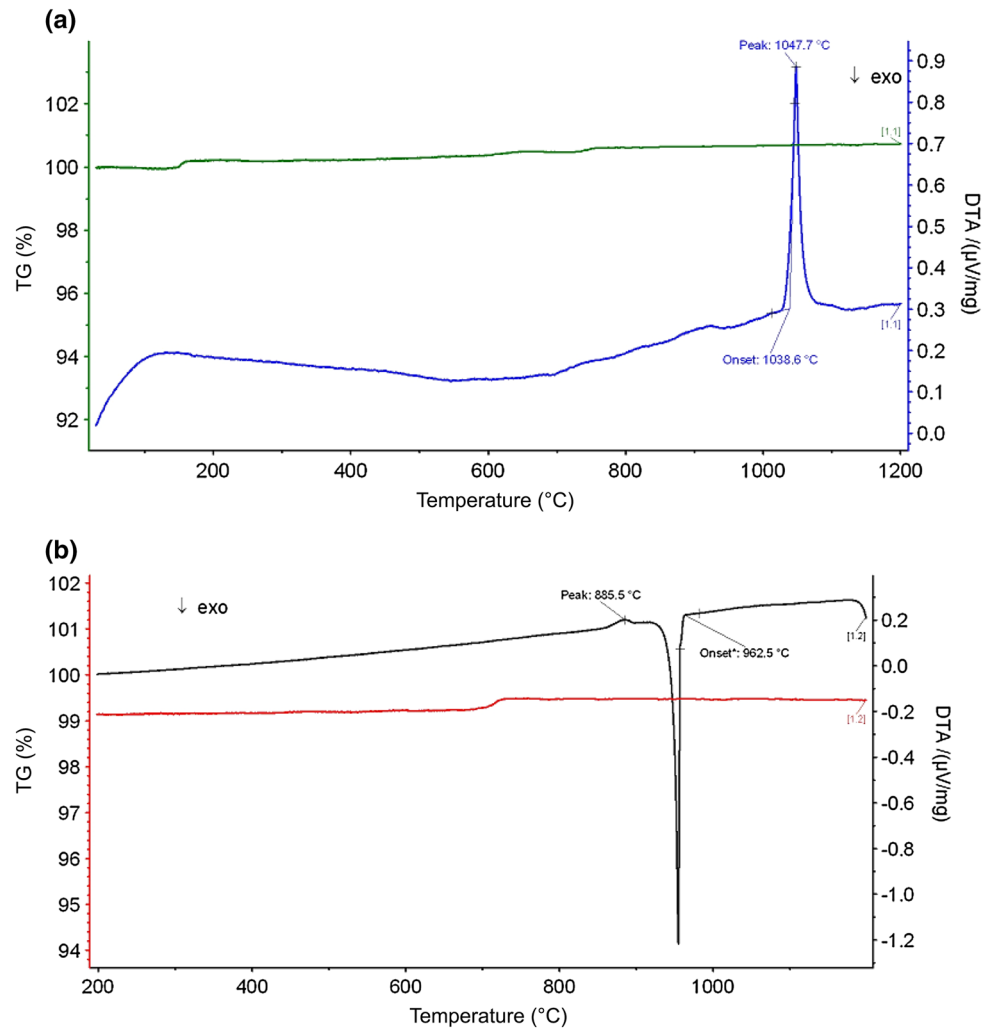 (a)
Peak: 1047.7 °C
↓ exo
TG (%)
102
100
98
96
94
92
[1.1]
[1.1]
Onset: 1038.6 °C
0.9
0.8
0.7
0.6
0.5
0.4
0.3
0.2
0.1
0.0
DTA /(µV/mg)
200 400 600 800 1000 1200
Temperature (°C)
(b)
↓ exo
Peak: 885.5 °C
TG (%)
102
101
100
99
98
97
96
95
94
Onset*: 962.5 °C
[1.2]
[1.2]
0.2
0.0
-0.2
-0.4
-0.6
-0.8
-1.0
-1.2
DTA /(µV/mg)
200 400 600 800 1000
Temperature (°C)